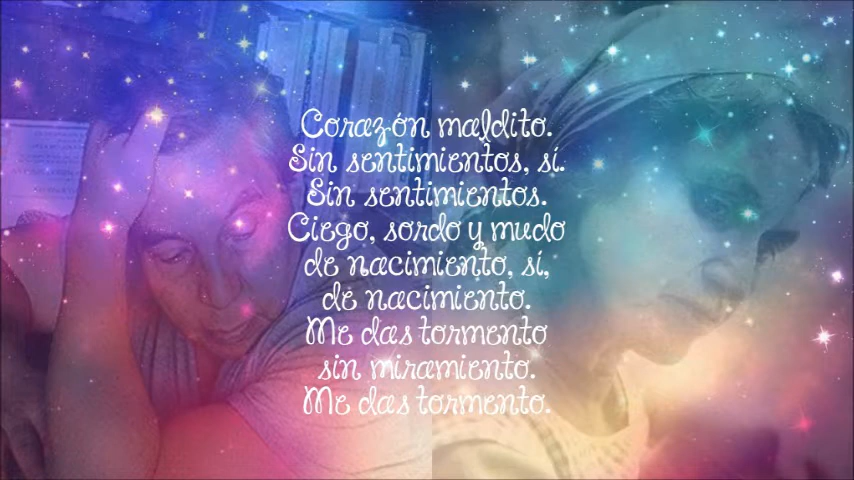 Corazón maldito.
Sin sentimientos, sí.
Sin sentimientos.
Ciego, sordo y mudo
de nacimiento, sí,
de nacimiento.
Me das tormento
sin miramiento.
Me das tormento.